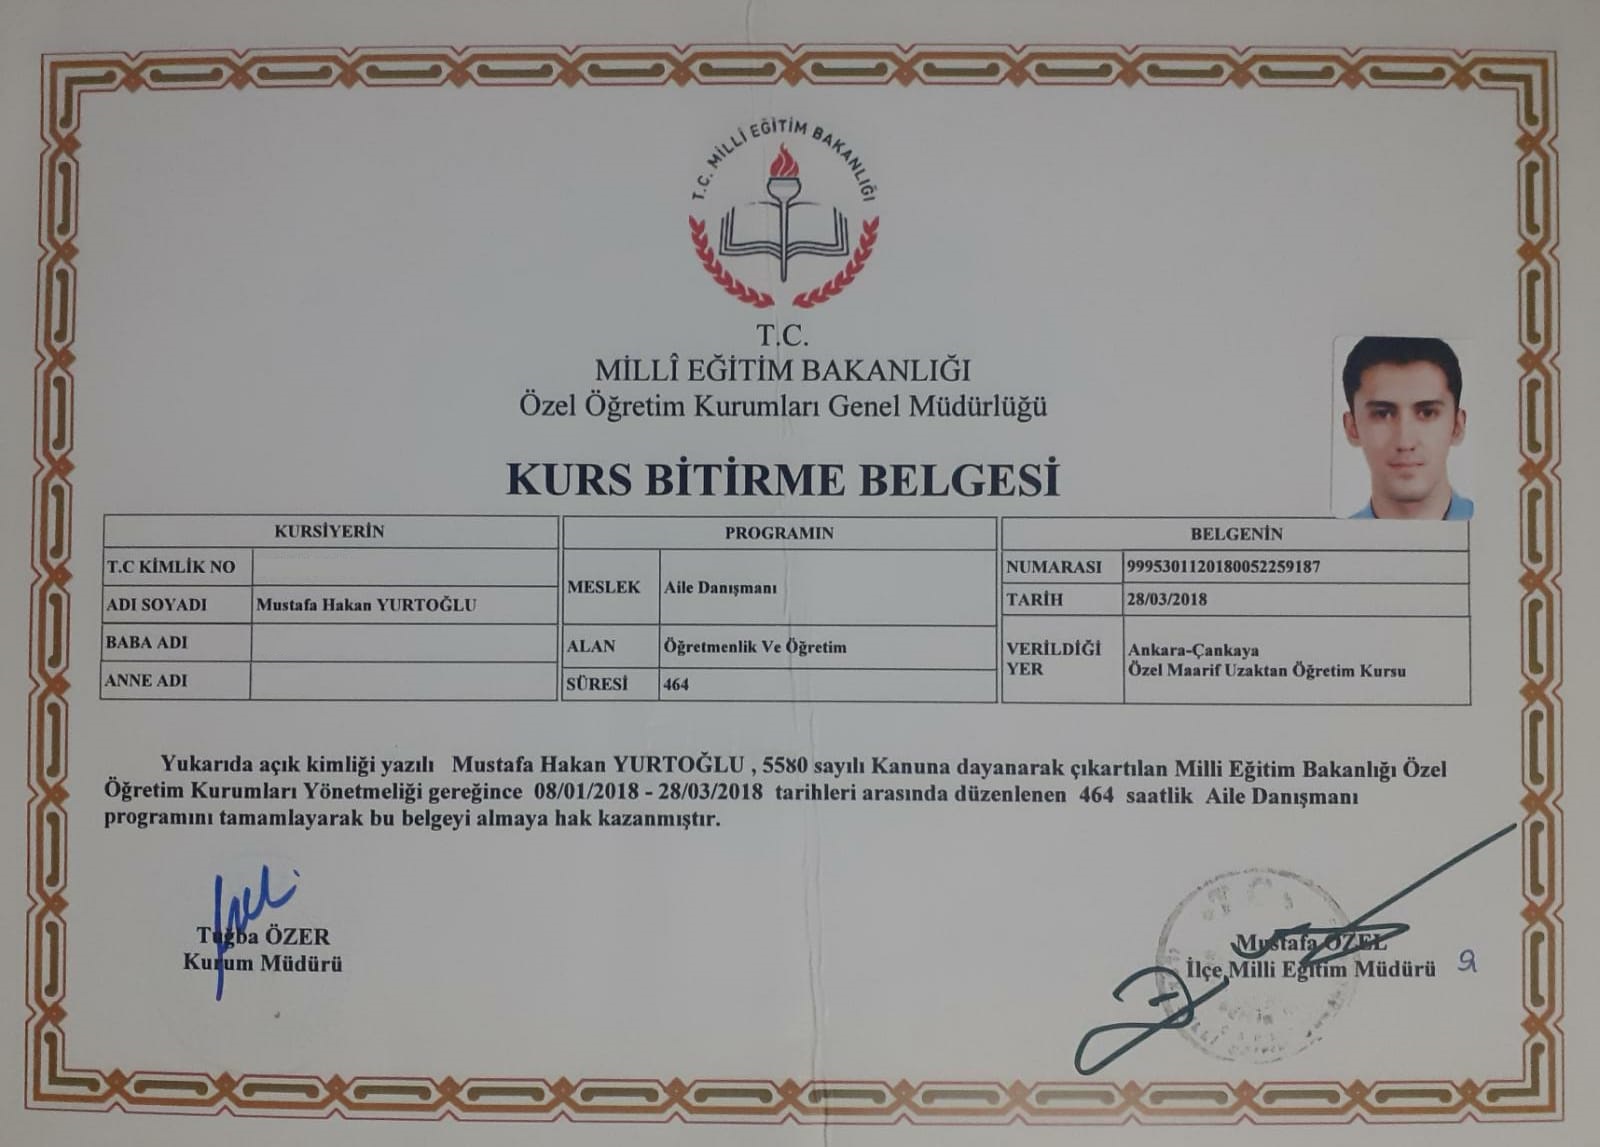 T.C. MİLLÎ EĞİTİM BAKANLIĞI
T.C.
MİLLÎ EĞİTİM BAKANLIĞI
Özel Öğretim Kurumları Genel Müdürlüğü
KURS BİTİRME BELGESİ
KURSİYERİN
T.C KİMLİK NO
ADI SOYADI Mustafa Hakan YURTOĞLU
BABA ADI
ANNE ADI
PROGRAMIN
MESLEK Aile Danışmanı
ALAN Öğretmenlik Ve Öğretim
SÜRESİ 464
BELGENİN
NUMARASI 9995301120180052259187
TARİH 28/03/2018
VERİLDİĞİ YER Ankara-Çankaya
Özel Maarif Uzaktan Öğretim Kursu
Yukarıda açık kimliği yazılı Mustafa Hakan YURTOĞLU , 5580 sayılı Kanuna dayanarak çıkartılan Milli Eğitim Bakanlığı Özel
Öğretim Kurumları Yönetmeliği gereğince 08/01/2018 - 28/03/2018 tarihleri arasında düzenlenen 464 saatlik Aile Danışmanı
programını tamamlayarak bu belgeyi almaya hak kazanmıştır.
Tuğba ÖZER
Kurum Müdürü
Mustafa ÖZEL
İlçe Milli Eğitim Müdürü